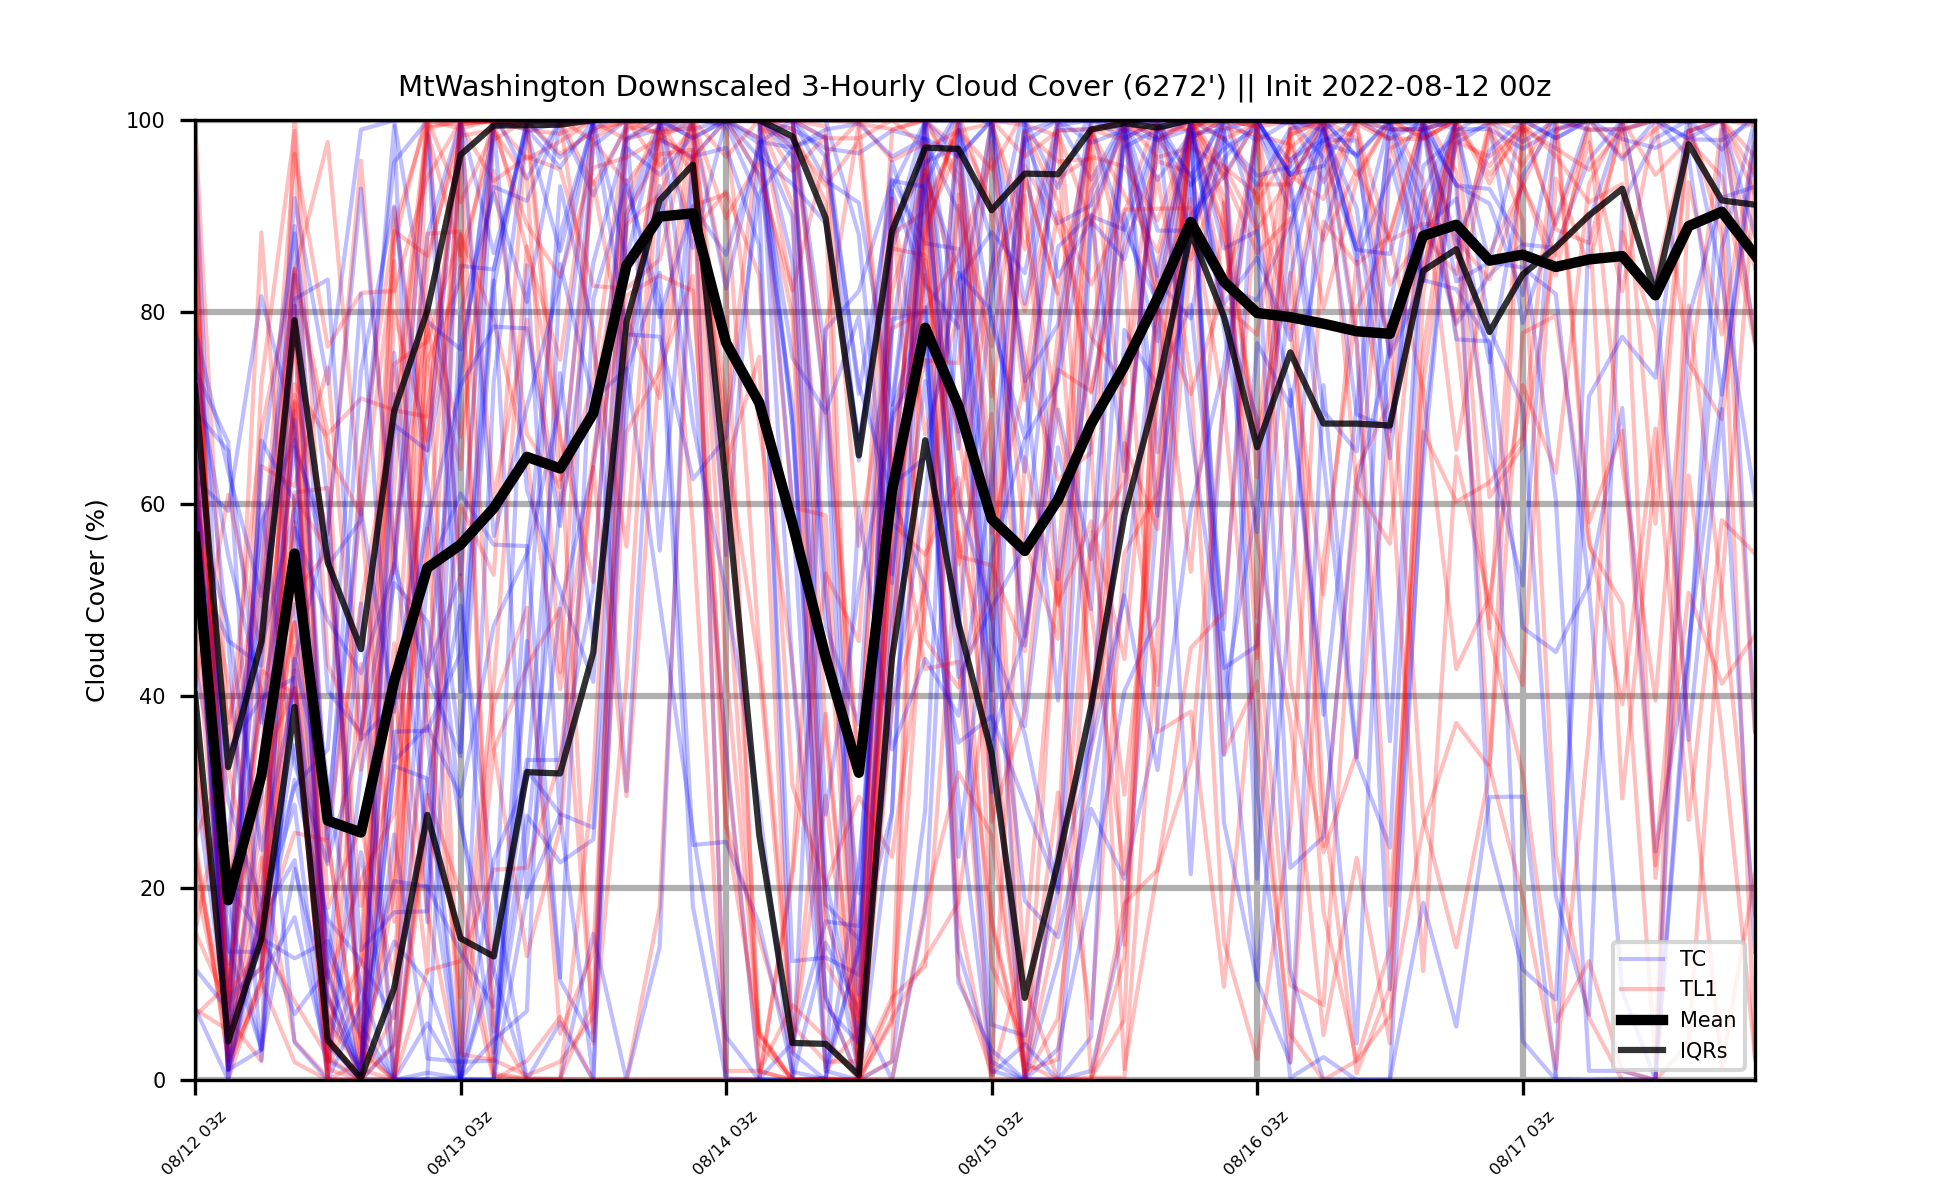 MtWashington Downscaled 3-Hourly Cloud Cover (6272') || Init 2022-08-12 00z
Cloud Cover (%)
100
80
60
40
20
0
TC
TL1
Mean
IQRs
08/12 03z
08/13 03z
08/14 03z
08/15 03z
08/16 03z
08/17 03z